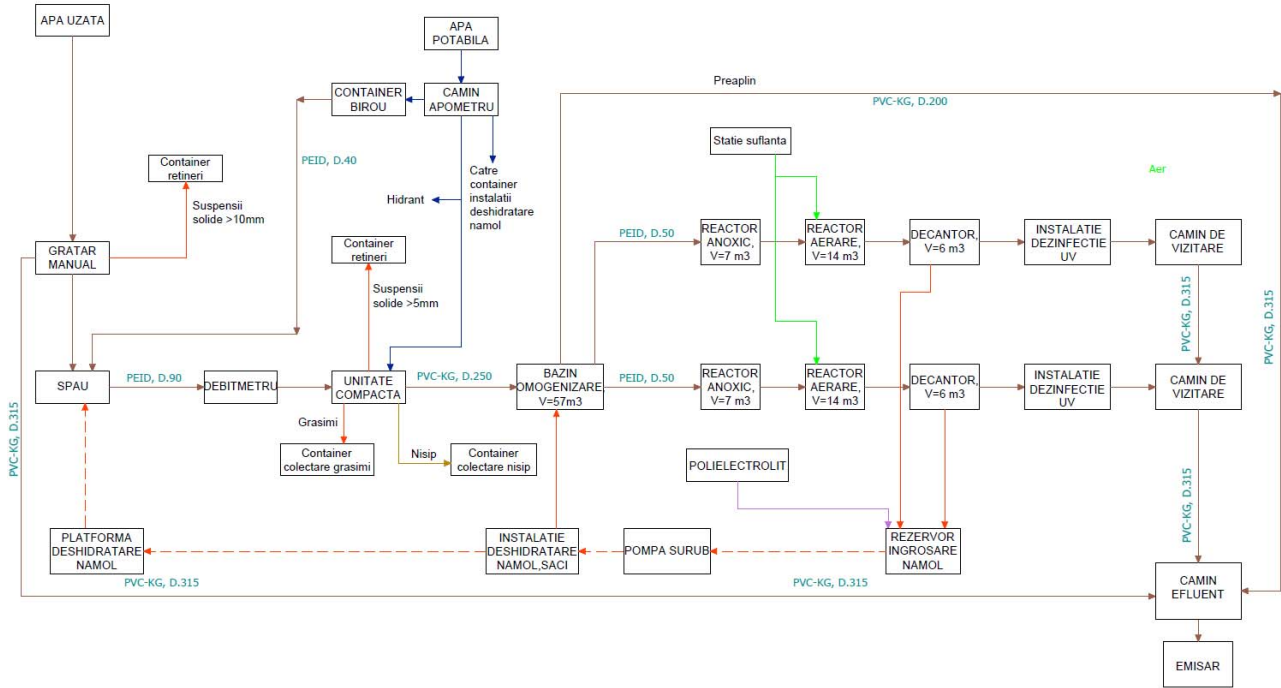 APA UZATA
APA
POTABILA
Preaplin
PVC-KG, D.200
CONTAINER
BIROU
CAMIN
APOMETRU
Statie suflanta
PEID, D.40
Container
retineri
Catre
container
instalatii
deshidratare
namol
Aer
Suspensii
solide >10mm
Hidrant
GRATAR
MANUAL
Container
retineri
PEID, D.50
REACTOR
ANOXIC,
V=7 m3
REACTOR
AERARE,
V=14 m3
DECANTOR,
V=6 m3
INSTALATIE
DEZINFECTIE
UV
CAMIN DE
VIZITARE
Suspensii
solide >5mm
PVC-KG, D.315
PVC-KG, D.315
SPAU
PEID, D.90
DEBITMETRU
UNITATE
COMPACTA
PVC-KG, D.250
BAZIN
OMOGENIZARE,
V=57m3
PEID, D.50
REACTOR
ANOXIC,
V=7 m3
REACTOR
AERARE,
V=14 m3
DECANTOR,
V=6 m3
INSTALATIE
DEZINFECTIE
UV
CAMIN DE
VIZITARE
PVC-KG, D.315
Grasimi
Nisip
Container
colectare grasimi
Container
colectare nisip
POLIELECTROLIT
PVC-KG, D.315
PLATFORMA
DESHIDRATARE
NAMOL
INSTALATIE
DESHIDRATARE
NAMOL,SACI
POMPA SURUB
REZERVOR
INGROSARE
NAMOL
PVC-KG, D.315
PVC-KG, D.315
CAMIN
EFLUENT
EMISAR